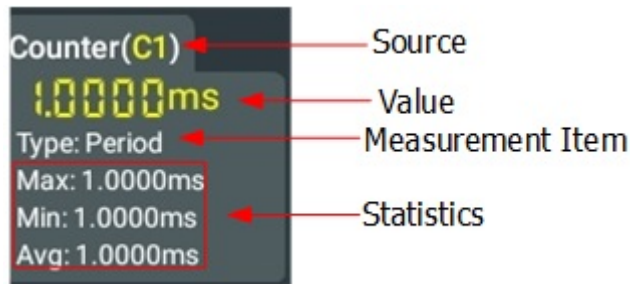 Counter(C1)
Source
1.0000ms
Value
Type: Period
Measurement Item
Max: 1.0000ms
Min: 1.0000ms
Statistics
Avg: 1.0000ms